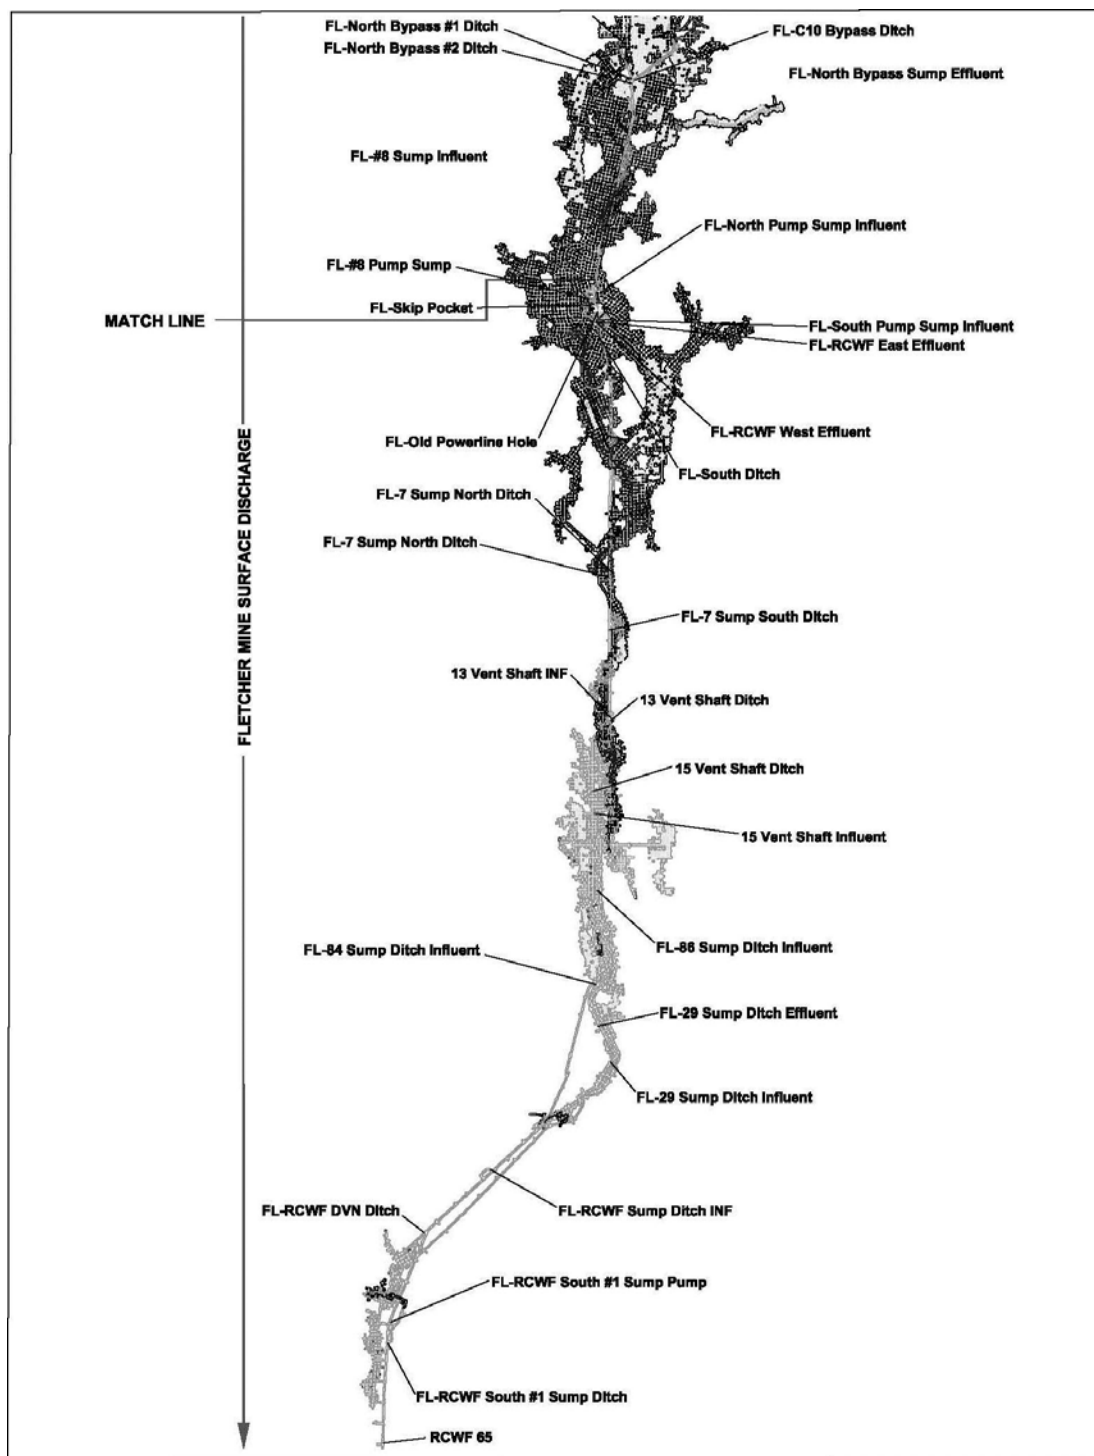 FL-North Bypass #1 Ditch
FL-C10 Bypass Ditch
FL-North Bypass #2 Ditch
FL-North Bypass Sump Effluent
FL-#8 Sump Influent
FL-North Pump Sump Influent
FL-#8 Pump Sump
FL-Skip Pocket
MATCH LINE
FL-South Pump Sump Influent
FL-RCWF East Effluent
FL-RCWF West Effluent
FL-Old Powerline Hole
FL-South Ditch
FL-7 Sump North Ditch
FL-7 Sump North Ditch
FLETCHER MINE SURFACE DISCHARGE
FL-7 Sump South Ditch
13 Vent Shaft INF
13 Vent Shaft Ditch
15 Vent Shaft Ditch
15 Vent Shaft Influent
FL-84 Sump Ditch Influent
FL-86 Sump Ditch Influent
FL-29 Sump Ditch Effluent
FL-29 Sump Ditch Influent
FL-RCWF DVN Ditch
FL-RCWF Sump Ditch INF
FL-RCWF South #1 Sump Pump
FL-RCWF South #1 Sump Ditch
RCWF 65